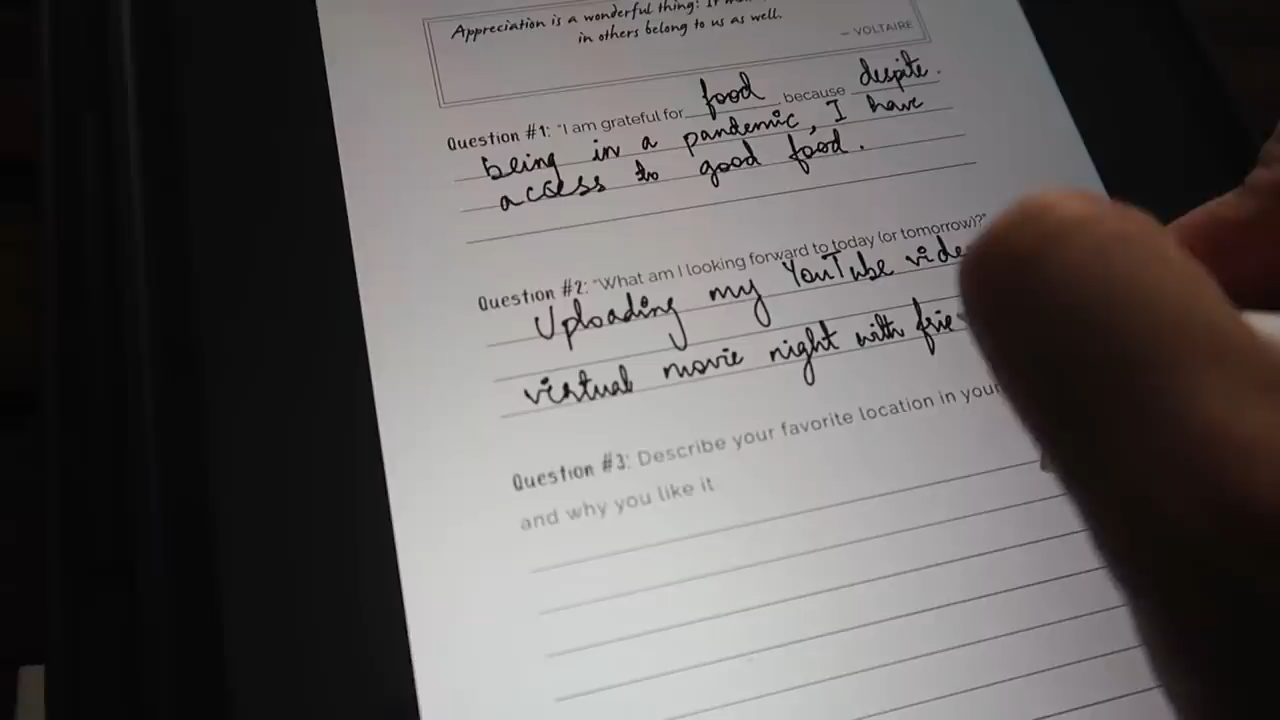 Appreciation is a wonderful thing: It
in others belong to us as well.
— VOLTAIRE
Question #1: "I am grateful for food because despite.
being in a pandemic, I have
access to good food.
Question #2: "What am I looking forward to today (or tomorrow)?"
Uploading my YouTube
virtual movie night with
Question #3: Describe your favorite location in your
and why you like it